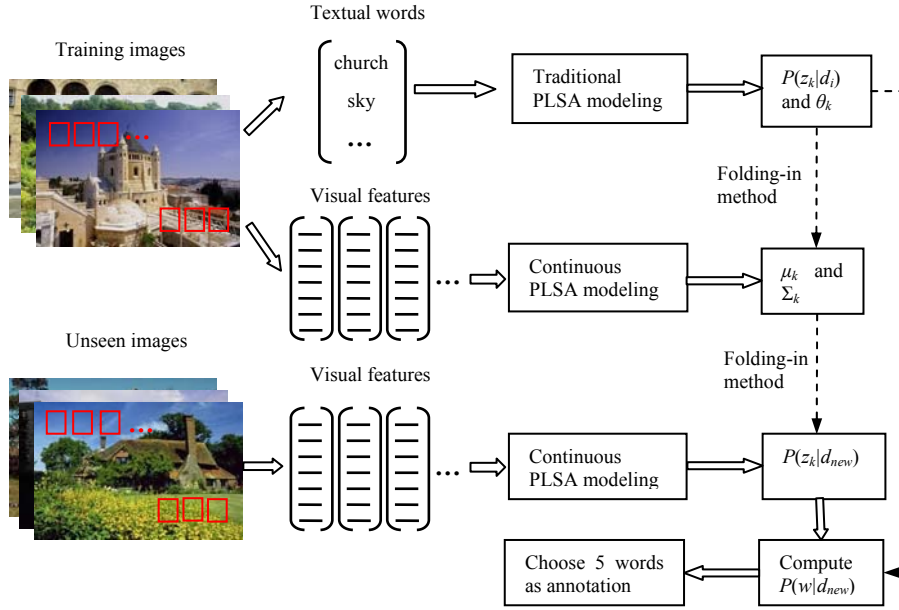 Textual words
Training images
church
sky
...
Traditional
PLSA modeling
P(z_k|d_i)
and θ_k
Folding-in
method
Visual features
...
Continuous
PLSA modeling
μ_k and
Σ_k
Unseen images
Folding-in
method
Visual features
...
Continuous
PLSA modeling
P(z_k|d_new)
Choose 5 words
as annotation
Compute
P(w|d_new)